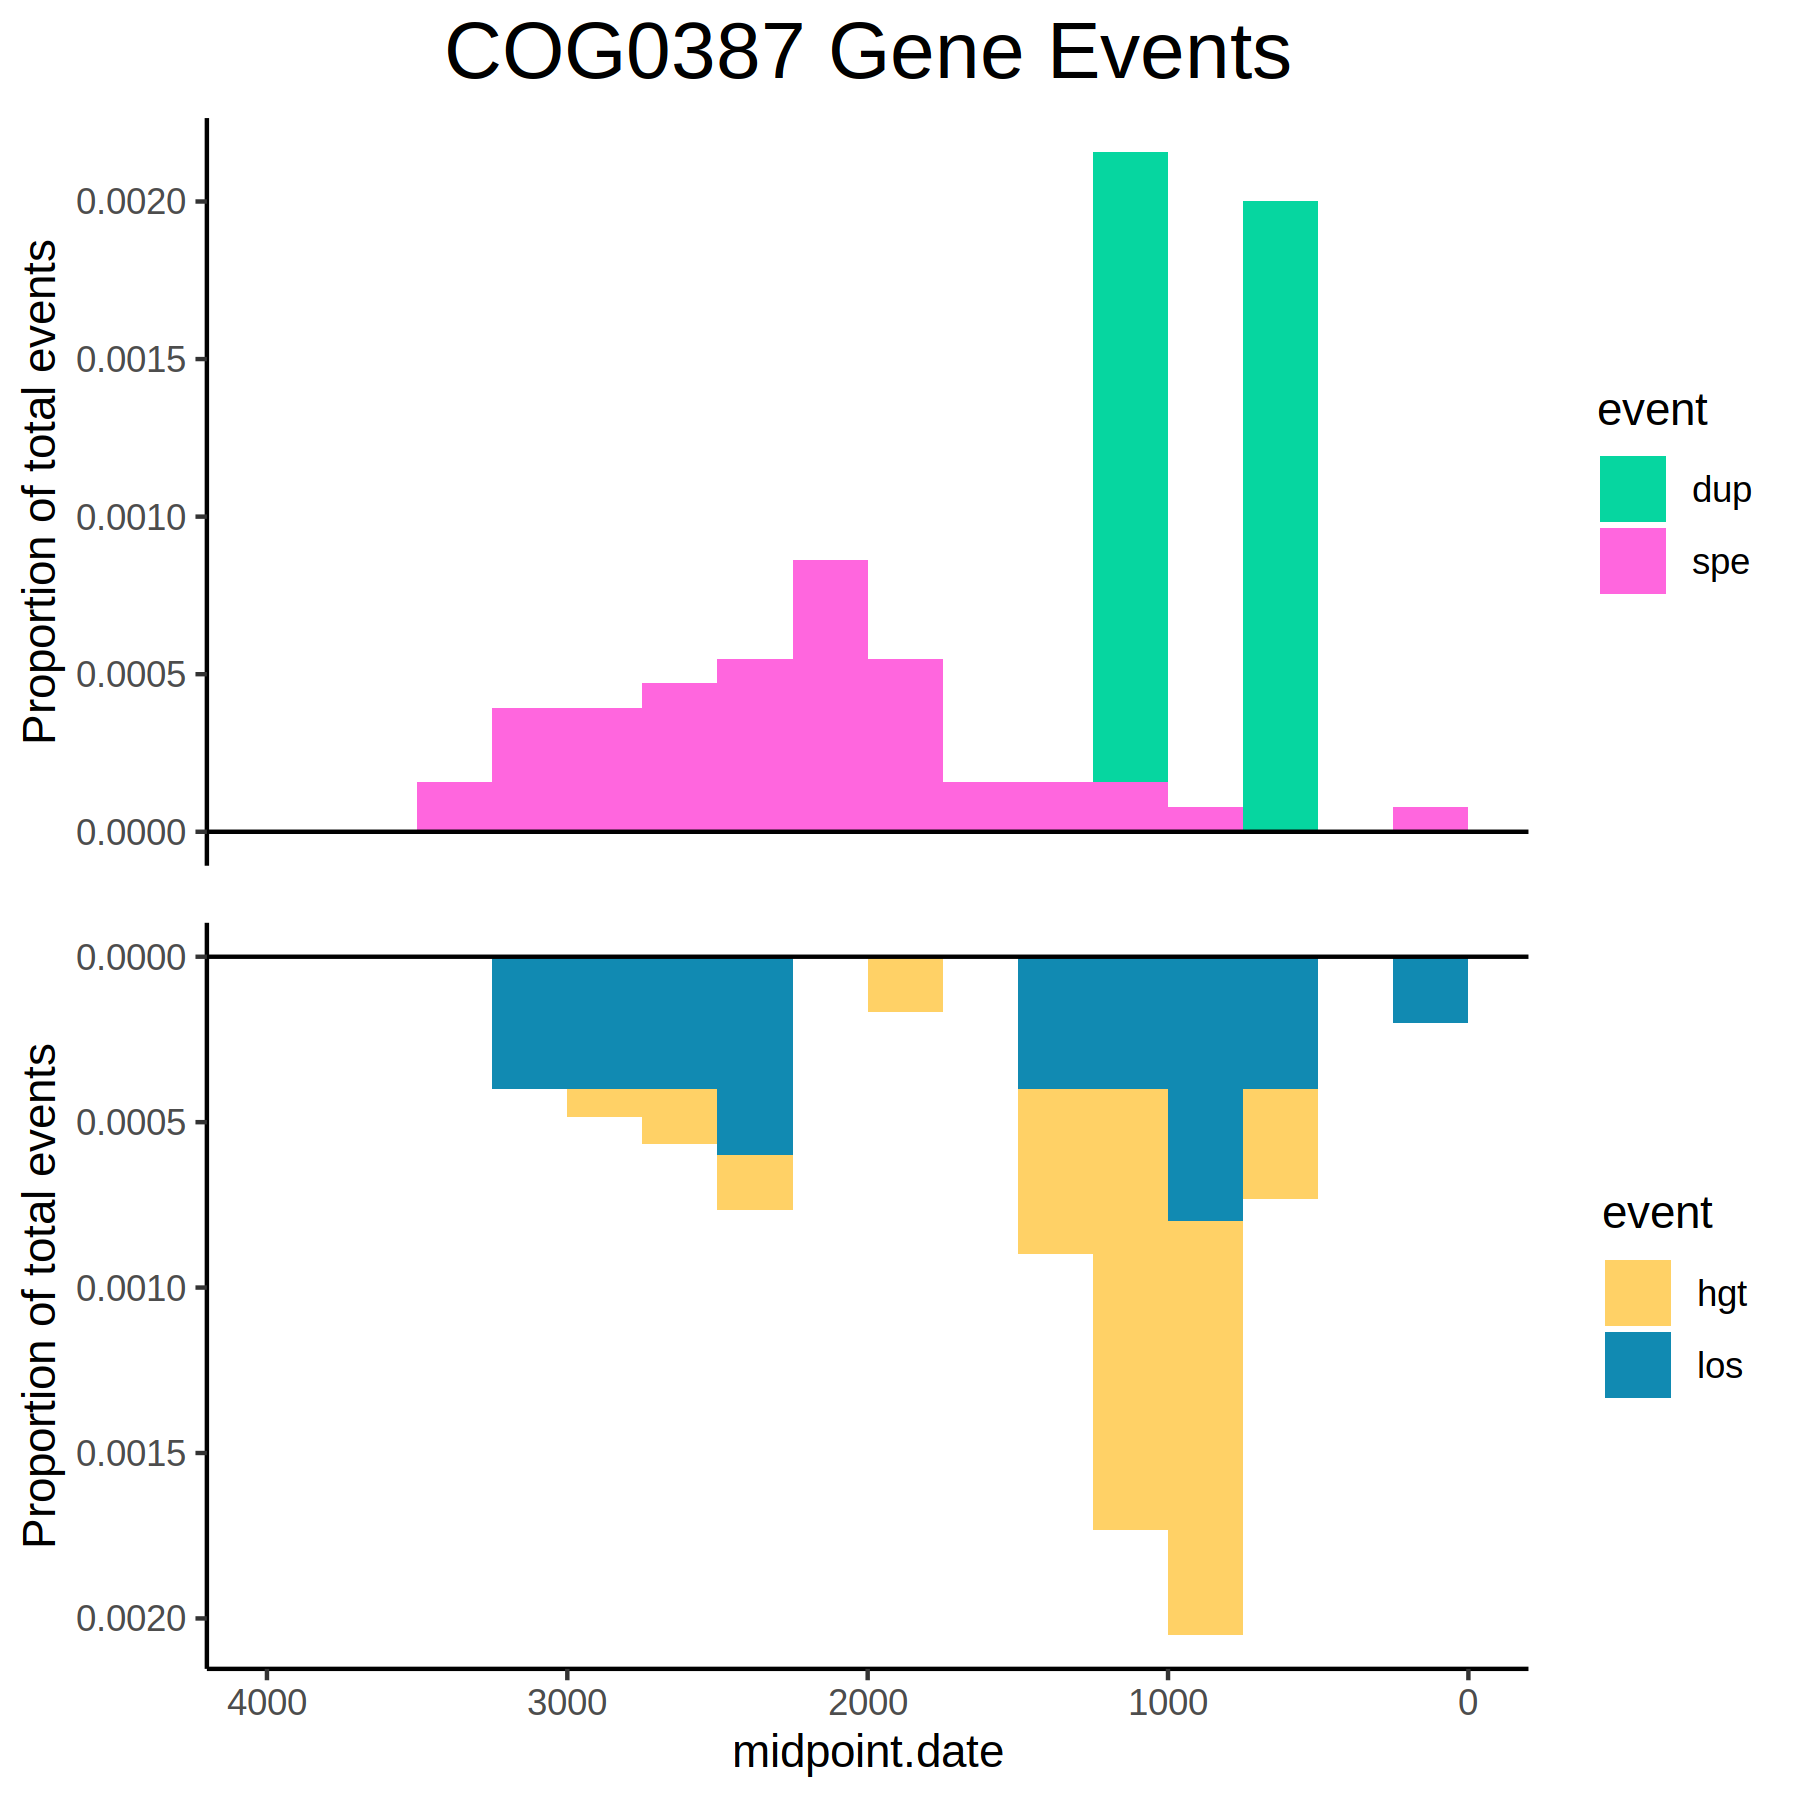 COG0387 Gene Events
Proportion of total events
0.0020
0.0015
0.0010
0.0005
0.0000
event
dup
spe
Proportion of total events
0.0000
0.0005
0.0010
0.0015
0.0020
event
hgt
los
4000 3000 2000 1000 0
midpoint.date